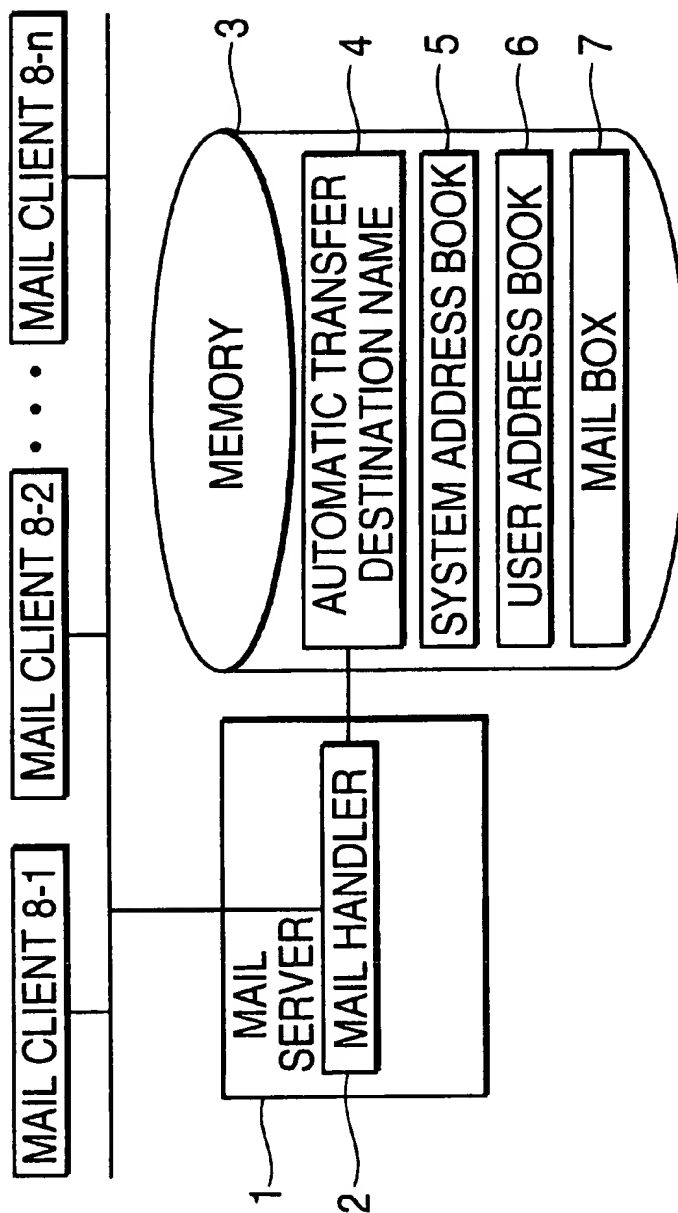 MAIL CLIENT 8-1
MAIL CLIENT 8-2
• • •
MAIL CLIENT 8-n
1
MAIL
SERVER
2
MAIL HANDLER
MEMORY
3
AUTOMATIC TRANSFER
DESTINATION NAME
4
SYSTEM ADDRESS BOOK
5
USER ADDRESS BOOK
6
MAIL BOX
7